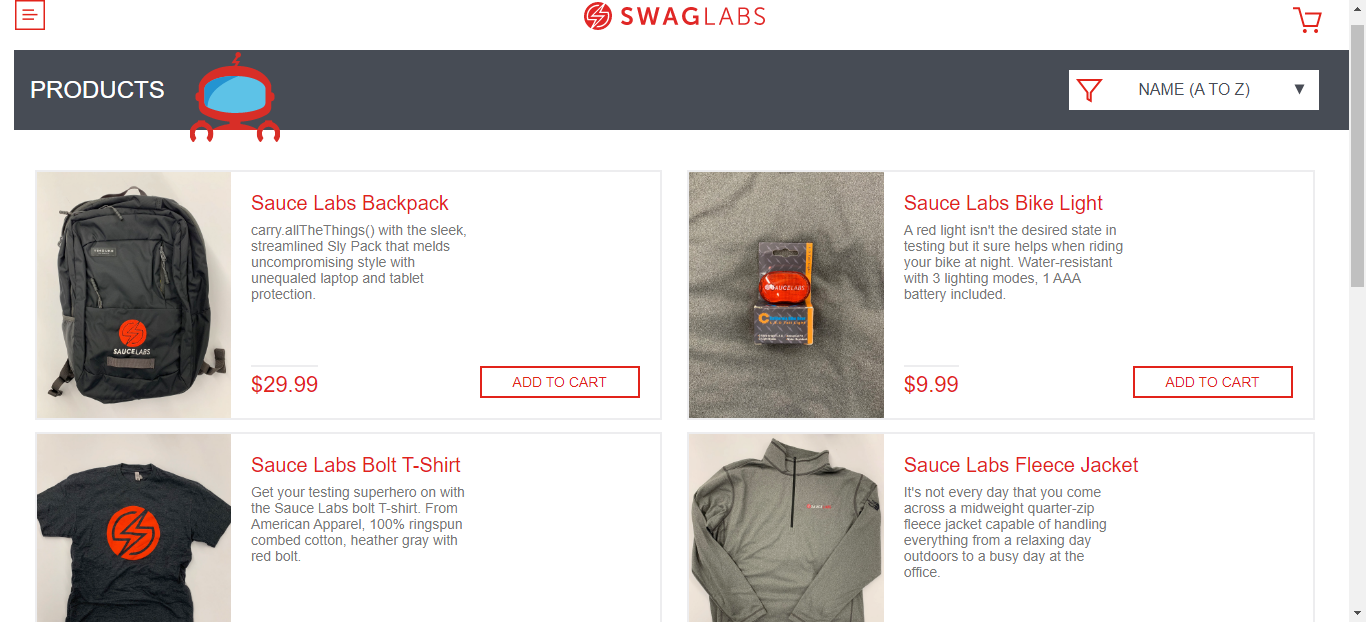 SWAGLABS
PRODUCTS
NAME (A TO Z)
Sauce Labs Backpack
carry.allTheThings() with the sleek,
streamlined Sly Pack that melds
uncompromising style with
unequaled laptop and tablet
protection.
$29.99
ADD TO CART
SAUCELABS
Sauce Labs Bike Light
A red light isn't the desired state in
testing but it sure helps when riding
your bike at night. Water-resistant
with 3 lighting modes, 1 AAA
battery included.
$9.99
ADD TO CART
SAUCELABS
Sauce Labs Bolt T-Shirt
Get your testing superhero on with
the Sauce Labs bolt T-shirt. From
American Apparel, 100% ringspun
combed cotton, heather gray with
red bolt.
Sauce Labs Fleece Jacket
It's not every day that you come
across a midweight quarter-zip
fleece jacket capable of handling
everything from a relaxing day
outdoors to a busy day at the
office.